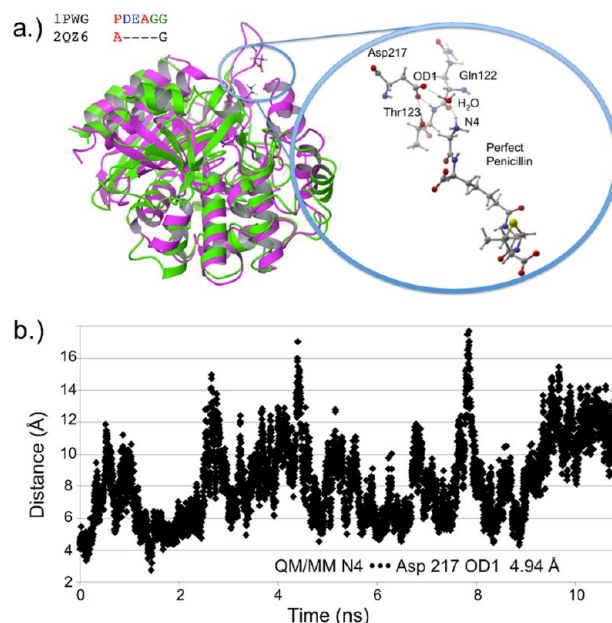 a.)
1PWG PDEAGG
2QZ6 A----G
Asp217
OD1
Gln122
Thr123
H₂O
N4
Perfect
Penicillin
b.)
Distance (Å)
16
14
12
10
8
6
4
2
QM/MM N4 ••• Asp 217 OD1 4.94 Å
0 2 4 6 8 10
Time (ns)